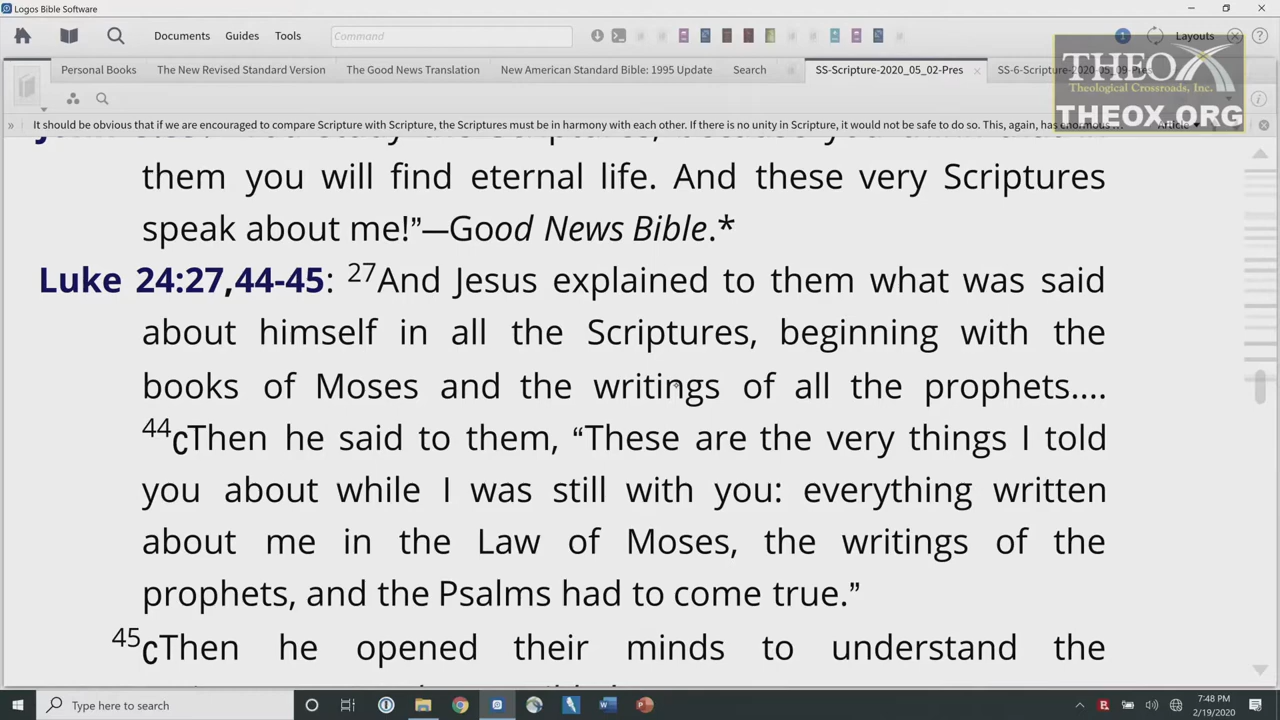 Logos Bible Software
Documents Guides Tools Command Layouts
Personal Books The New Revised Standard Version Translation New American Standard Bible: 1995 Update Search SS-Scripture-2020_05_02-Pres SS-6-Scripture-2020
THEOX
Theological Crossroads, Inc.
THEOX.ORG
It should be obvious that if we are encouraged to compare Scripture with Scripture, the Scriptures must be in harmony with each other. If there is no unity in Scripture, it would not be safe to do so. This, again, has enormous ...
them you will find eternal life. And these very Scriptures
speak about me!”—Good News Bible.*
Luke 24:27,44-45: 27And Jesus explained to them what was said
about himself in all the Scriptures, beginning with the
books of Moses and the writings of all the prophets....
44cThen he said to them, “These are the very things I told
you about while I was still with you: everything written
about me in the Law of Moses, the writings of the
prophets, and the Psalms had to come true.”
45cThen he opened their minds to understand the
Type here to search
7:48 PM
2/19/2020